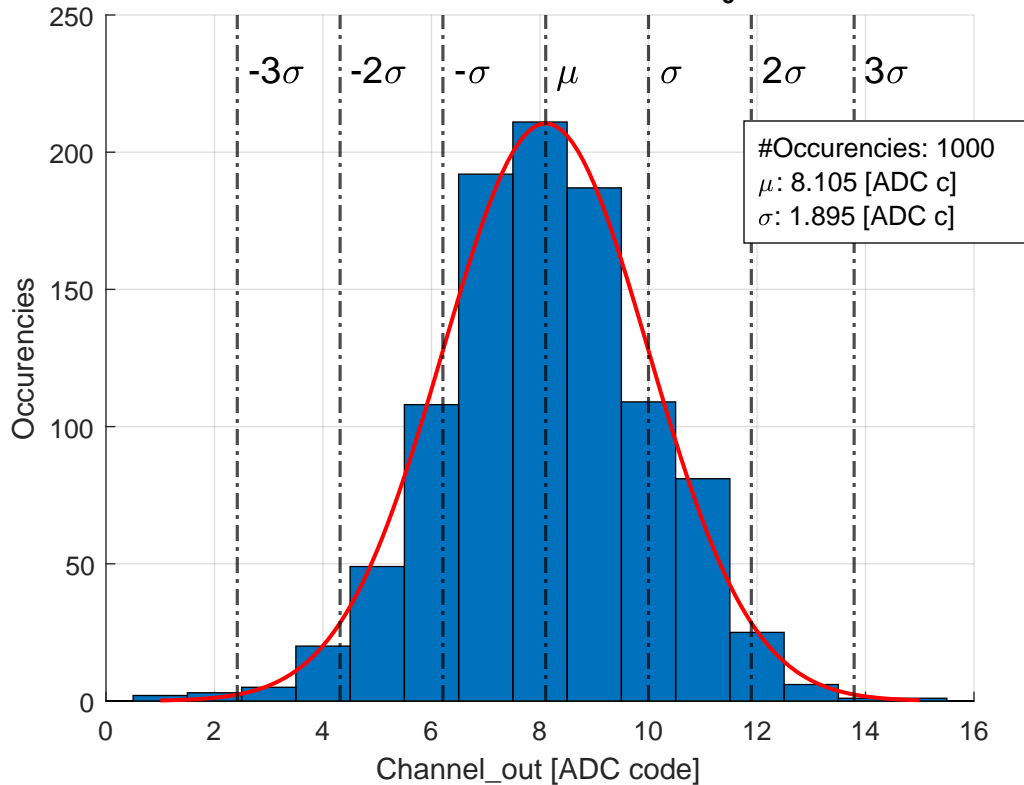 250
-3σ -2σ -σ μ σ 2σ 3σ
200
#Occurencies: 1000
μ: 8.105 [ADC c]
σ: 1.895 [ADC c]
150
Occurencies
100
50
0
0 2 4 6 8 10 12 14 16
Channel_out [ADC code]